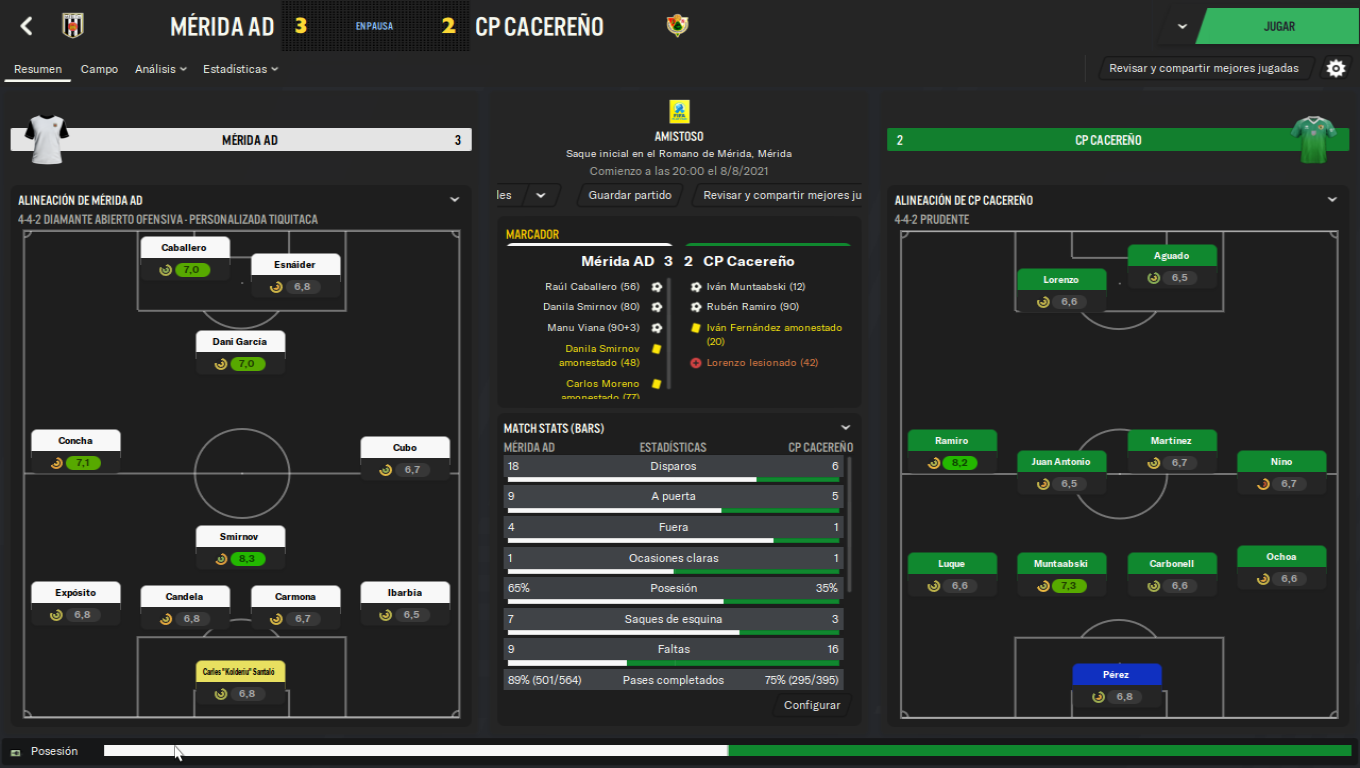 MÉRIDA AD 3 EN PAUSA 2 CP CACEREÑO
JUGAR
Resumen Campo Análisis Estadísticas
Revisar y compartir mejores jugadas
MÉRIDA AD 3
ALINEACIÓN DE MÉRIDA AD
4-4-2 DIAMANTE ABIERTO OFENSIVA - PERSONALIZADA TIQUITACA
Caballero
7,0
Esnáider
6,8
Dani García
7,0
Concha
7,1
Cubo
6,7
Smirnov
8,3
Expósito
6,8
Candela
6,8
Carmona
6,7
Ibarbia
6,5
Carles "Kolderiu" Santaló
6,8
FIFA
AMISTOSO
Saque inicial en el Romano de Mérida, Mérida
Comienzo a las 20:00 el 8/8/2021
les
Guardar partido
Revisar y compartir mejores ju
MARCADOR
Mérida AD 3 2 CP Cacereño
Raúl Caballero (56)
Danila Smirnov (80)
Manu Viana (90+3)
Danila Smirnov
amonestado (48)
Carlos Moreno
amonestado (77)
Iván Muntaabski (12)
Rubén Ramiro (90)
Iván Fernández amonestado
(20)
Lorenzo lesionado (42)
MATCH STATS (BARS)
MÉRIDA AD ESTADÍSTICAS CP CACEREÑO
18 Disparos 6
9 A puerta 5
4 Fuera 1
1 Ocasiones claras 1
65% Posesión 35%
7 Saques de esquina 3
9 Faltas 16
89% (501/564) Pases completados 75% (295/395)
Configurar
2 CP CACEREÑO
ALINEACIÓN DE CP CACEREÑO
4-4-2 PRUDENTE
Aguado
6,5
Lorenzo
6,6
Ramiro
8,2
Juan Antonio
6,5
Martínez
6,7
Nino
6,7
Luque
6,6
Muntaabski
7,3
Carbonell
6,6
Ochoa
6,6
Pérez
6,8
Posesión